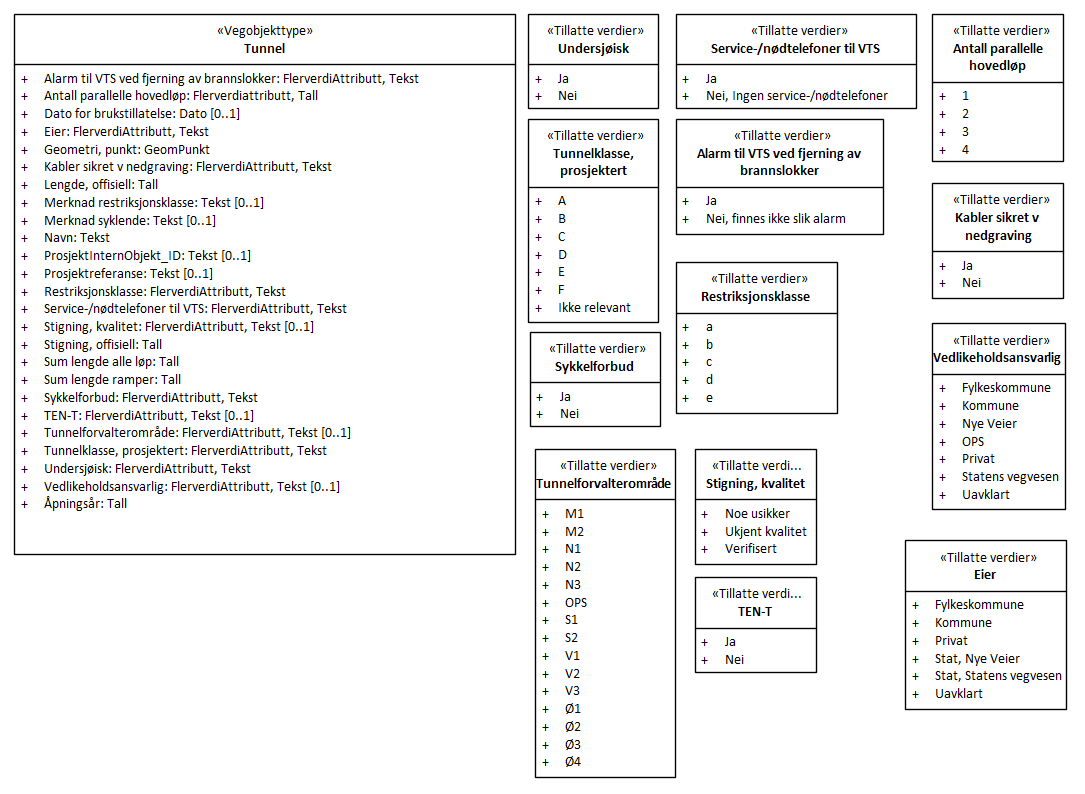 «Vegobjekttype»
Tunnel
+ Alarm til VTS ved fjerning av brannslokker: FlerverdiAttributt, Tekst
+ Antall parallelle hovedløp: Flerverdiattributt, Tall
+ Dato for brukstillatelse: Dato [0..1]
+ Eier: FlerverdiAttributt, Tekst
+ Geometri, punkt: GeomPunkt
+ Kabler sikret v nedgraving: FlerverdiAttributt, Tekst
+ Lengde, offisiell: Tall
+ Merknad restriksjonsklasse: Tekst [0..1]
+ Merknad syklende: Tekst [0..1]
+ Navn: Tekst
+ ProsjektInternObjekt_ID: Tekst [0..1]
+ Prosjektreferanse: Tekst [0..1]
+ Restriksjonsklasse: FlerverdiAttributt, Tekst
+ Service-/nødtelefoner til VTS: FlerverdiAttributt, Tekst
+ Stigning, kvalitet: FlerverdiAttributt, Tekst [0..1]
+ Stigning, offisiell: Tall
+ Sum lengde alle løp: Tall
+ Sum lengde ramper: Tall
+ Sykkelforbud: FlerverdiAttributt, Tekst
+ TEN-T: FlerverdiAttributt, Tekst [0..1]
+ Tunnelforvalterområde: FlerverdiAttributt, Tekst [0..1]
+ Tunnelklasse, prosjektert: FlerverdiAttributt, Tekst
+ Undersjøisk: FlerverdiAttributt, Tekst
+ Vedlikeholdsansvarlig: FlerverdiAttributt, Tekst [0..1]
+ Åpningsår: Tall
«Tillatte verdier»
Undersjøisk
+ Ja
+ Nei
«Tillatte verdier»
Tunnelklasse,
prosjektert
+ A
+ B
+ C
+ D
+ E
+ F
+ Ikke relevant
«Tillatte verdier»
Sykkelforbud
+ Ja
+ Nei
«Tillatte verdier»
Tunnelforvalterområde
+ M1
+ M2
+ N1
+ N2
+ N3
+ OPS
+ S1
+ S2
+ V1
+ V2
+ V3
+ Ø1
+ Ø2
+ Ø3
+ Ø4
«Tillatte verdier»
Service-/nødtelefoner til VTS
+ Ja
+ Nei, Ingen service-/nødtelefoner
«Tillatte verdier»
Alarm til VTS ved fjerning av
brannslokker
+ Ja
+ Nei, finnes ikke slik alarm
«Tillatte verdier»
Restriksjonsklasse
+ a
+ b
+ c
+ d
+ e
«Tillatte verdi...
Stigning, kvalitet
+ Noe usikker
+ Ukjent kvalitet
+ Verifisert
«Tillatte verdi...
TEN-T
+ Ja
+ Nei
«Tillatte verdier»
Antall parallelle
hovedløp
+ 1
+ 2
+ 3
+ 4
«Tillatte verdier»
Kabler sikret v
nedgraving
+ Ja
+ Nei
«Tillatte verdier»
Vedlikeholdsansvarlig
+ Fylkeskommune
+ Kommune
+ Nye Veier
+ OPS
+ Privat
+ Statens vegvesen
+ Uavklart
«Tillatte verdier»
Eier
+ Fylkeskommune
+ Kommune
+ Privat
+ Stat, Nye Veier
+ Stat, Statens vegvesen
+ Uavklart